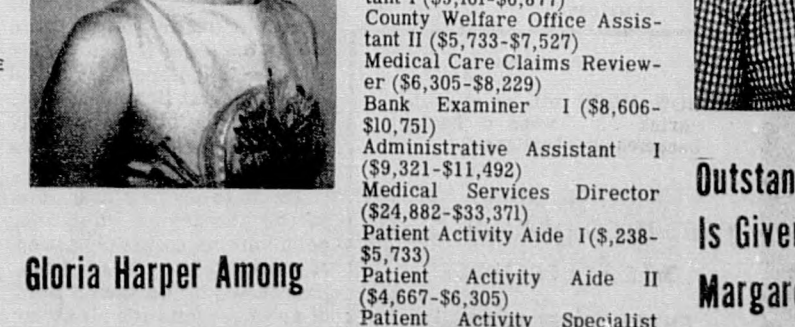 Gloria Harper Among
County Welfare Office Assis-
tant II ($5,733-$7,527)
Medical Care Claims Review-
er ($6,305-$8,229)
Bank Examiner I ($8,606-
$10,751)
Administrative Assistant I
($9,321-$11,492)
Medical Services Director
($24,882-$33,371)
Patient Activity Aide I($,238-
$5,733)
Patient Activity Aide II
($4,667-$6,305)
Patient Activity Specialist
Outstan
Is Give
Margar